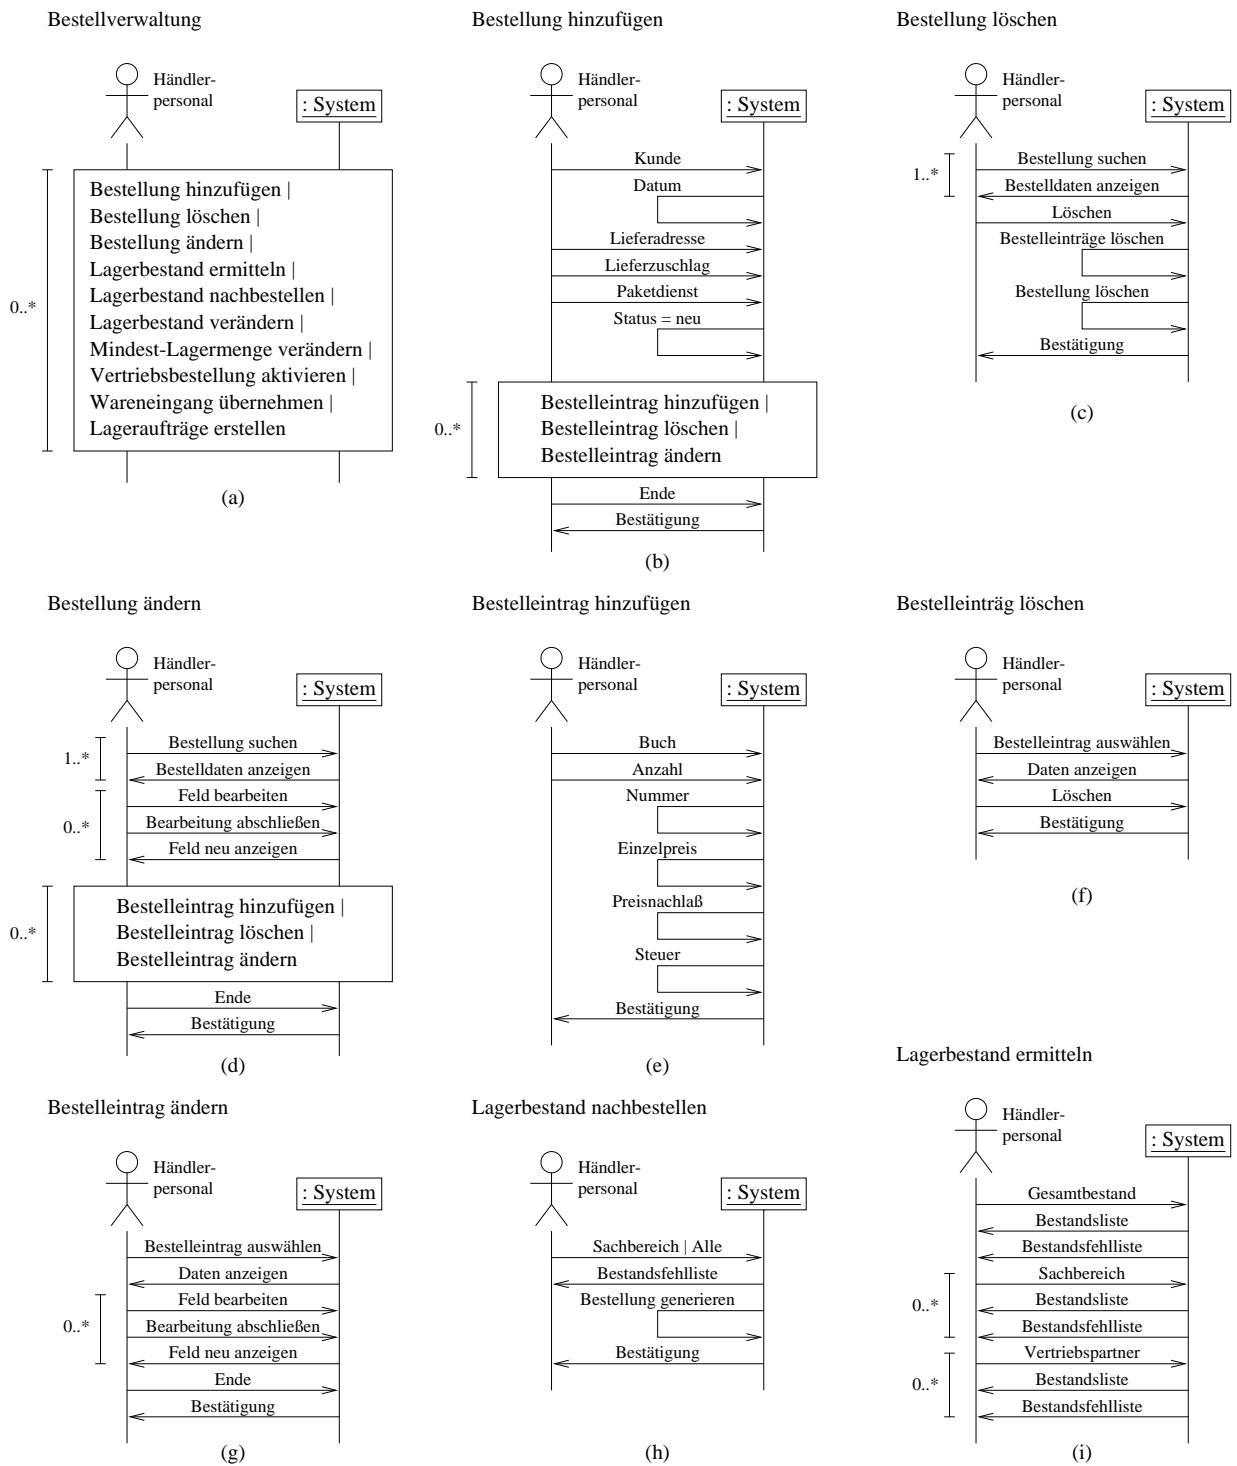 Bestellverwaltung
Händler-
personal
: System
0..*
Bestellung hinzufügen |
Bestellung löschen |
Bestellung ändern |
Lagerbestand ermitteln |
Lagerbestand nachbestellen |
Lagerbestand verändern |
Mindest-Lagermenge verändern |
Vertriebsbestellung aktivieren |
Wareneingang übernehmen |
Lageraufträge erstellen
(a)
Bestellung hinzufügen
Händler-
personal
: System
Kunde
Datum
Lieferadresse
Lieferzuschlag
Paketdienst
Status = neu
0..*
Bestelleintrag hinzufügen |
Bestelleintrag löschen |
Bestelleintrag ändern
Ende
Bestätigung
(b)
Bestellung löschen
Händler-
personal
: System
1..*
Bestellung suchen
Bestelldaten anzeigen
Löschen
Bestelleinträge löschen
Bestellung löschen
Bestätigung
(c)
Bestellung ändern
Händler-
personal
: System
1..*
Bestellung suchen
Bestelldaten anzeigen
0..*
Feld bearbeiten
Bearbeitung abschließen
Feld neu anzeigen
0..*
Bestelleintrag hinzufügen |
Bestelleintrag löschen |
Bestelleintrag ändern
Ende
Bestätigung
(d)
Bestelleintrag hinzufügen
Händler-
personal
: System
Buch
Anzahl
Nummer
Einzelpreis
Preisnachlaß
Steuer
Bestätigung
(e)
Bestelleinträg löschen
Händler-
personal
: System
Bestelleintrag auswählen
Daten anzeigen
Löschen
Bestätigung
(f)
Bestelleintrag ändern
Händler-
personal
: System
Bestelleintrag auswählen
Daten anzeigen
0..*
Feld bearbeiten
Bearbeitung abschließen
Feld neu anzeigen
Ende
Bestätigung
(g)
Lagerbestand nachbestellen
Händler-
personal
: System
Sachbereich | Alle
Bestandsfehlliste
Bestellung generieren
Bestätigung
(h)
Lagerbestand ermitteln
Händler-
personal
: System
Gesamtbestand
Bestandsliste
Bestandsfehlliste
0..*
Sachbereich
Bestandsliste
Bestandsfehlliste
0..*
Vertriebspartner
Bestandsliste
Bestandsfehlliste
(i)